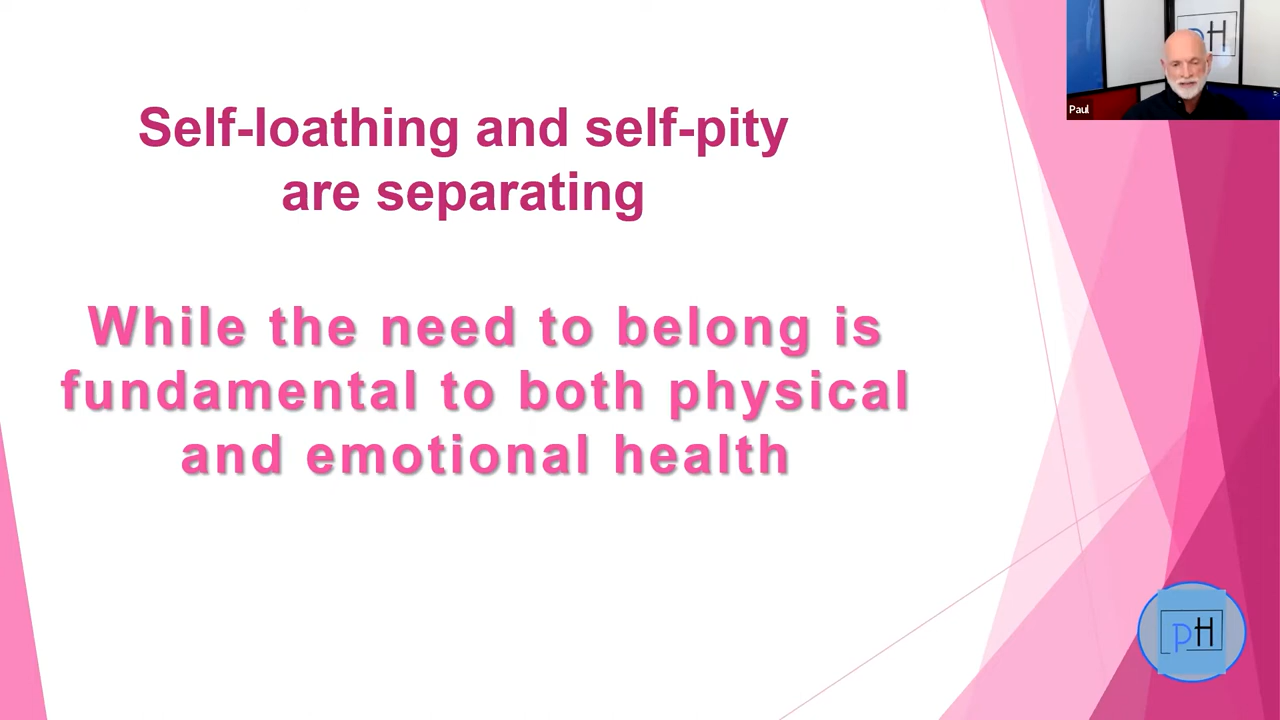 Self-loathing and self-pity
are separating
While the need to belong is
fundamental to both physical
and emotional health
pH
Paul
pH